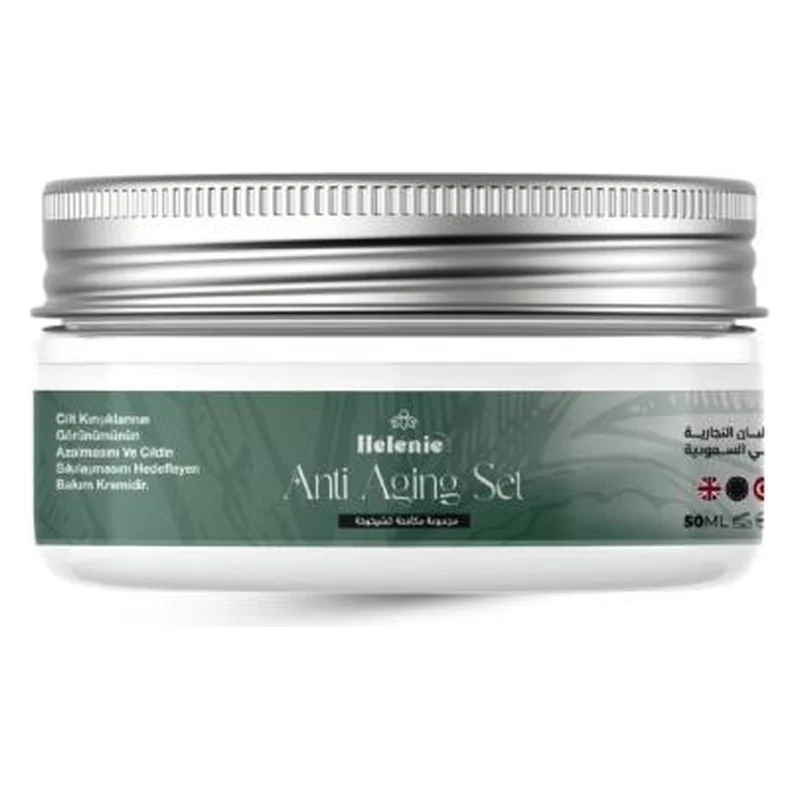 Cilt Kırışıklarının
Görünümünün
Azalmasını Ve Cildin
Sıkılaşmasını Hedefleyen
Bakım Kremidir.
Helenie
Anti Aging Set
مجموعة مكافحة الشيخوخة
التجارية
السعودية
50ML